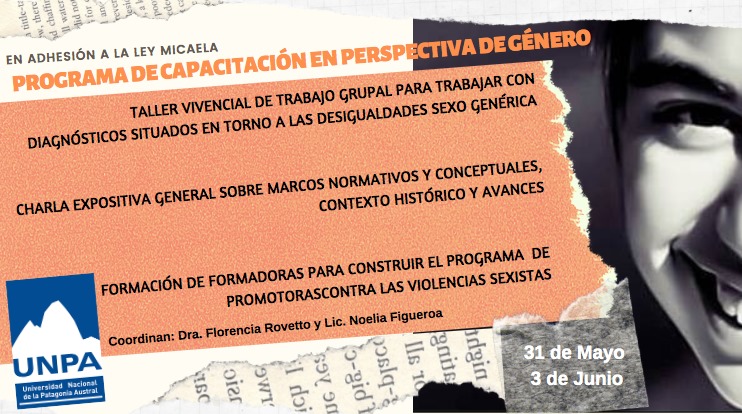 EN ADHESIÓN A LA LEY MICAELA
PROGRAMA DE CAPACITACIÓN EN PERSPECTIVA DE GÉNERO
TALLER VIVENCIAL DE TRABAJO GRUPAL PARA TRABAJAR CON
DIAGNÓSTICOS SITUADOS EN TORNO A LAS DESIGUALDADES SEXO GENÉRICA
CHARLA EXPOSITIVA GENERAL SOBRE MARCOS NORMATIVOS Y CONCEPTUALES,
CONTEXTO HISTÓRICO Y AVANCES
FORMACIÓN DE FORMADORAS PARA CONSTRUIR EL PROGRAMA DE
PROMOTORASCONTRA LAS VIOLENCIAS SEXISTAS
Coordinan: Dra. Florencia Rovetto y Lic. Noelia Figueroa
UNPA
Universidad Nacional
de la Patagonia Austral
31 de Mayo
3 de Junio